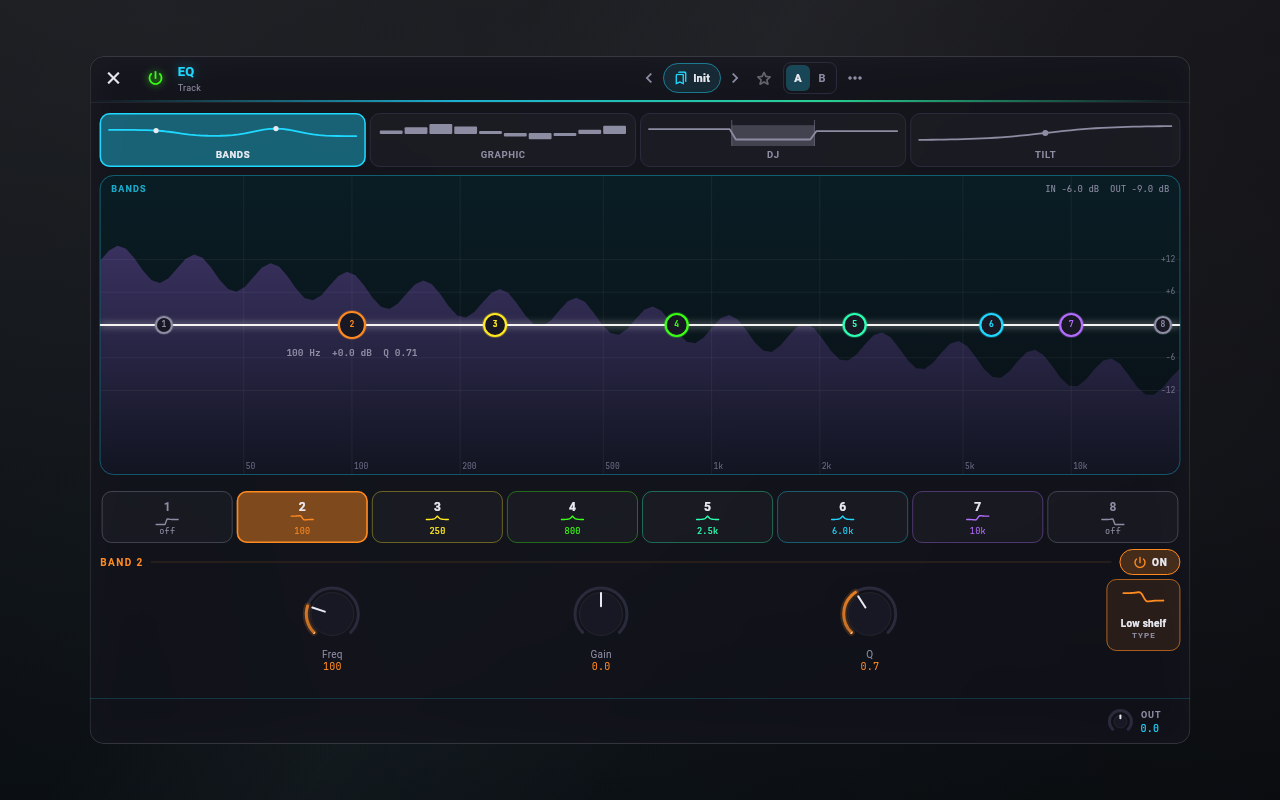 EQ
Track
Init
A B
BANDS GRAPHIC DJ TILT
BANDS IN -6.0 dB OUT -9.0 dB
+12
+6
1 2 3 4 5 6 7 8
100 Hz +0.0 dB Q 0.71
-6
-12
50 100 200 500 1k 2k 5k 10k
1 2 3 4 5 6 7 8
off 100 250 800 2.5k 6.0k 10k off
BAND 2 ON
Low shelf
TYPE
Freq Gain Q
100 0.0 0.7
OUT
0.0